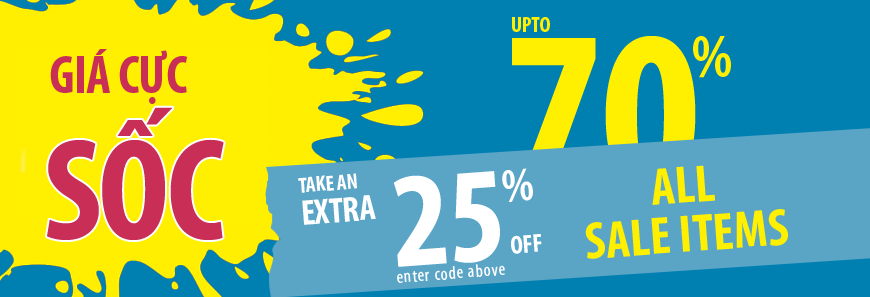 GIÁ CỰC
SỐC
UPTO
70%
TAKE AN
EXTRA
25%
OFF
enter code above
ALL
SALE ITEMS